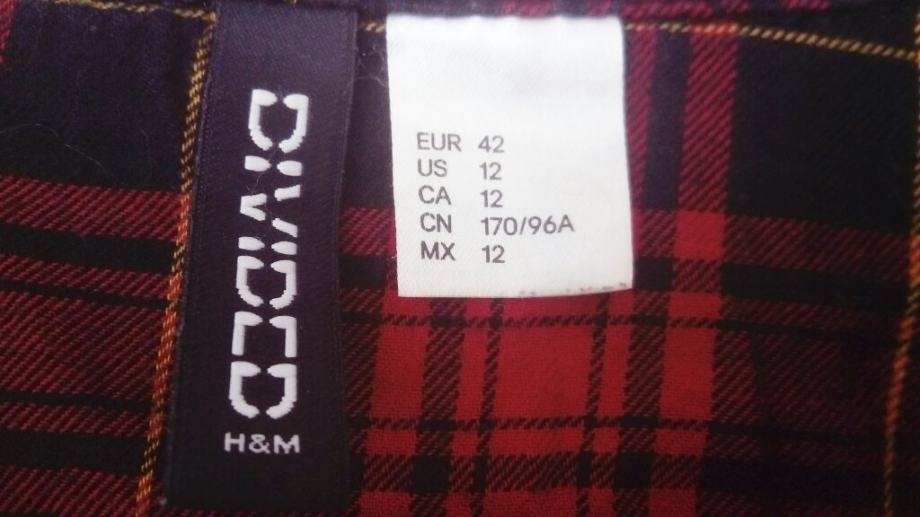 DIVIDED
H&M
EUR 42
US 12
CA 12
CN 170/96A
MX 12